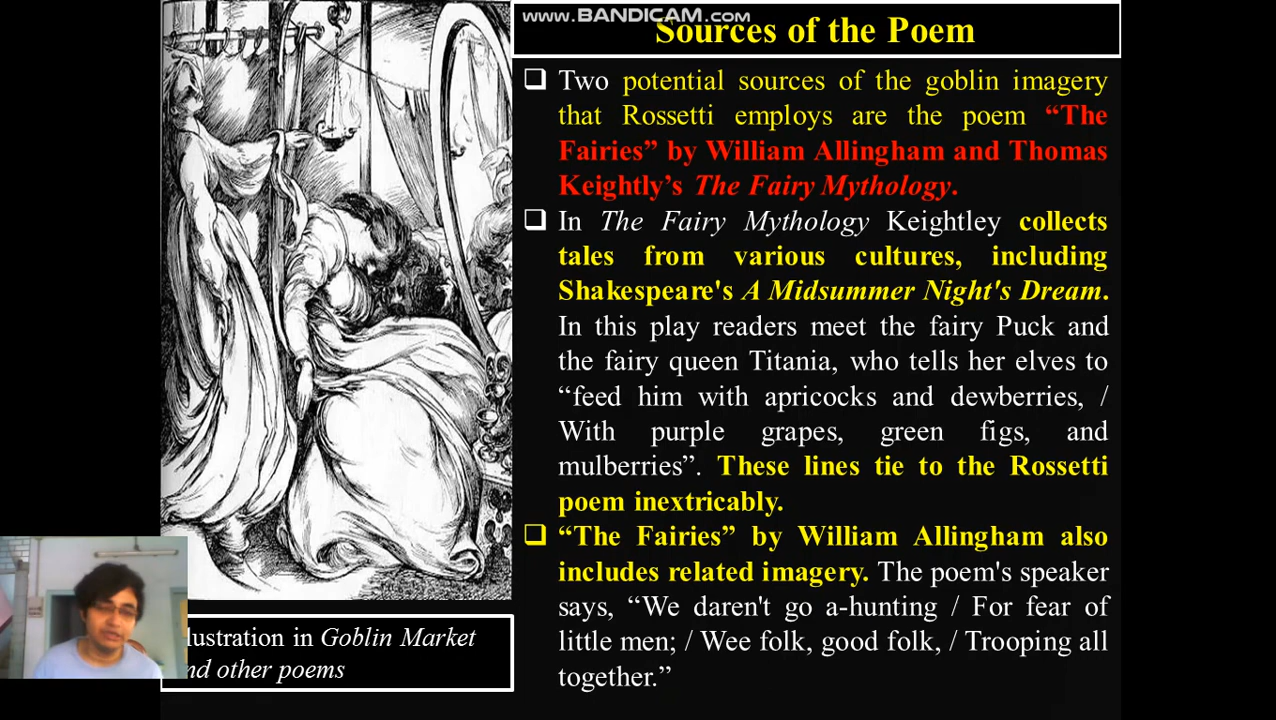 www.BANDICAM.com
Sources of the Poem
❑ Two potential sources of the goblin imagery
that Rossetti employs are the poem “The
Fairies” by William Allingham and Thomas
Keightly’s The Fairy Mythology.
❑ In The Fairy Mythology Keightley collects
tales from various cultures, including
Shakespeare's A Midsummer Night's Dream.
In this play readers meet the fairy Puck and
the fairy queen Titania, who tells her elves to
“feed him with apricocks and dewberries, /
With purple grapes, green figs, and
mulberries”. These lines tie to the Rossetti
poem inextricably.
❑ “The Fairies” by William Allingham also
includes related imagery. The poem's speaker
says, “We daren't go a-hunting / For fear of
little men; / Wee folk, good folk, / Trooping all
together.”
llustration in Goblin Market
nd other poems